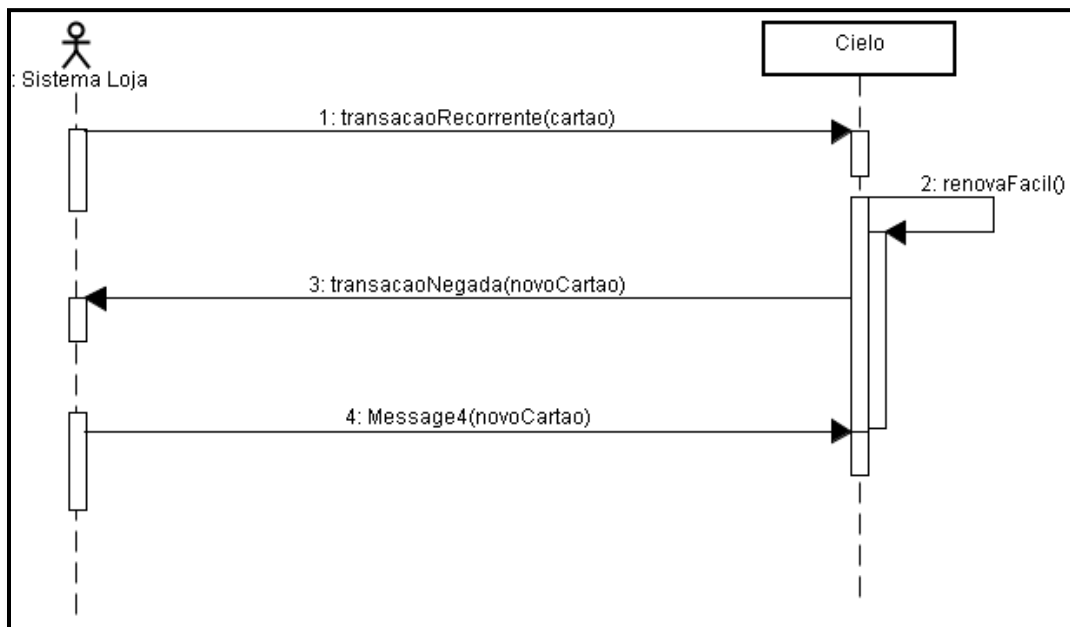 Cielo
: Sistema Loja
1: transacaoRecorrente(cartao)
2: renovaFacil()
3: transacaoNegada(novoCartao)
4: Message4(novoCartao)